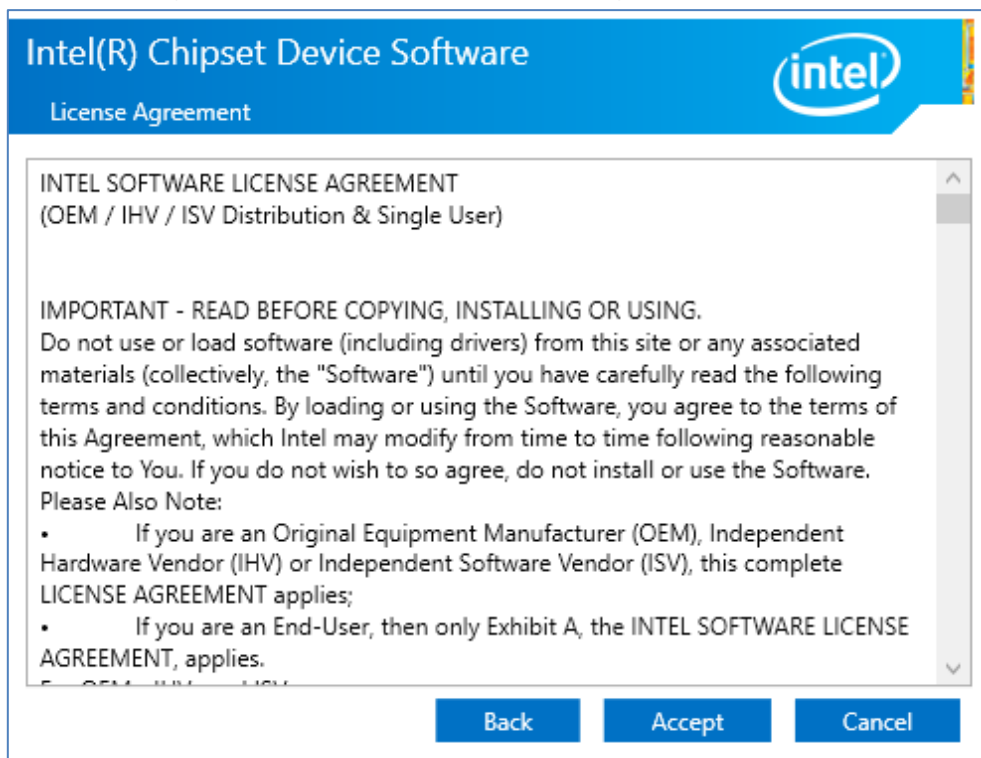 Intel(R) Chipset Device Software
intel
License Agreement
INTEL SOFTWARE LICENSE AGREEMENT
(OEM / IHV / ISV Distribution & Single User)
IMPORTANT - READ BEFORE COPYING, INSTALLING OR USING.
Do not use or load software (including drivers) from this site or any associated
materials (collectively, the "Software") until you have carefully read the following
terms and conditions. By loading or using the Software, you agree to the terms of
this Agreement, which Intel may modify from time to time following reasonable
notice to You. If you do not wish to so agree, do not install or use the Software.
Please Also Note:
• If you are an Original Equipment Manufacturer (OEM), Independent
Hardware Vendor (IHV) or Independent Software Vendor (ISV), this complete
LICENSE AGREEMENT applies;
• If you are an End-User, then only Exhibit A, the INTEL SOFTWARE LICENSE
AGREEMENT, applies.
Back
Accept
Cancel